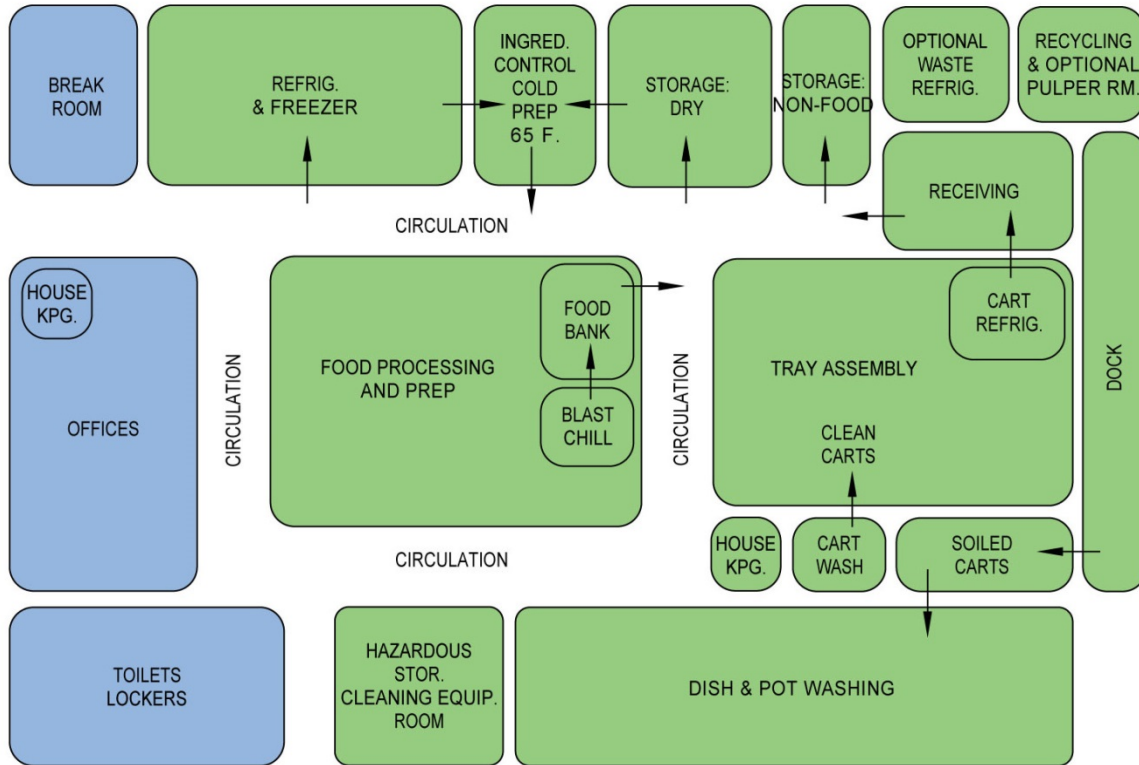 BREAK
ROOM
REFRIG.
& FREEZER
INGRED.
CONTROL
COLD
PREP
65 F.
STORAGE:
DRY
STORAGE:
NON-FOOD
OPTIONAL
WASTE
REFRIG.
RECYCLING
& OPTIONAL
PULPER RM.
RECEIVING
CIRCULATION
HOUSE
KPG.
OFFICES
CIRCULATION
FOOD PROCESSING
AND PREP
FOOD
BANK
BLAST
CHILL
CIRCULATION
TRAY ASSEMBLY
CART
REFRIG.
CLEAN
CARTS
DOCK
CIRCULATION
HOUSE
KPG.
CART
WASH
SOILED
CARTS
TOILETS
LOCKERS
HAZARDOUS
STOR.
CLEANING EQUIP.
ROOM
DISH & POT WASHING